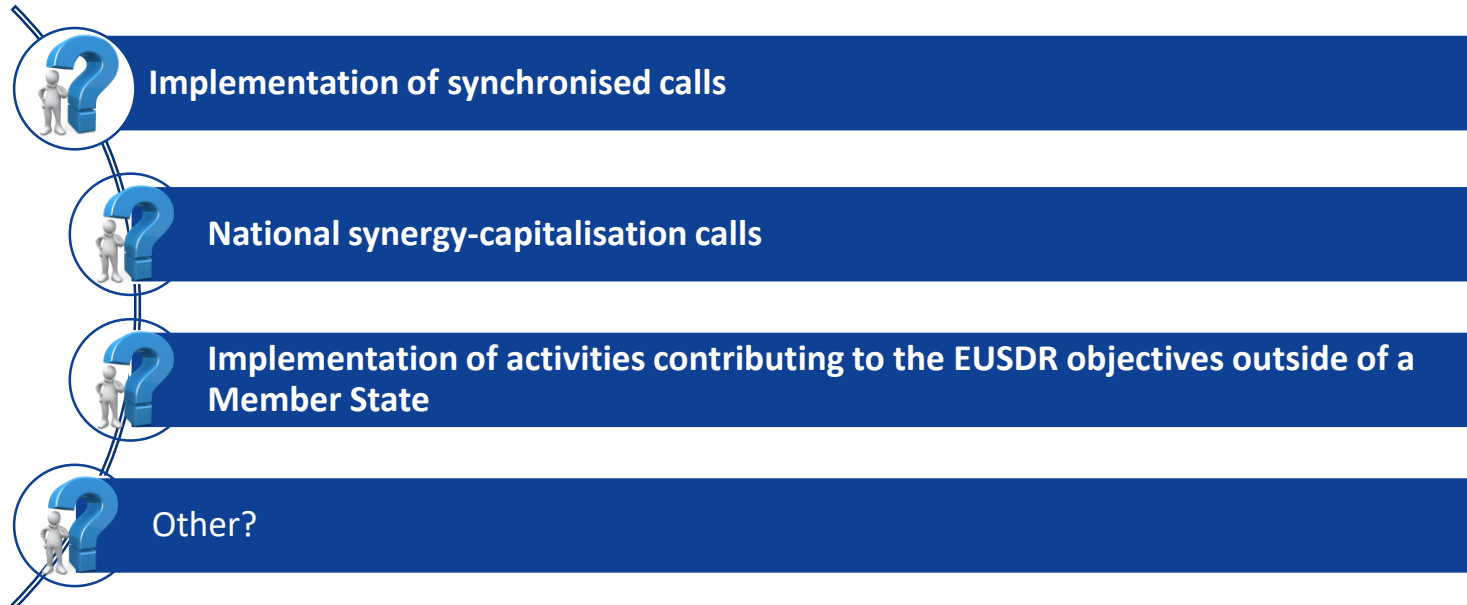 Implementation of synchronised calls
National synergy-capitalisation calls
Implementation of activities contributing to the EUSDR objectives outside of a
Member State
Other?